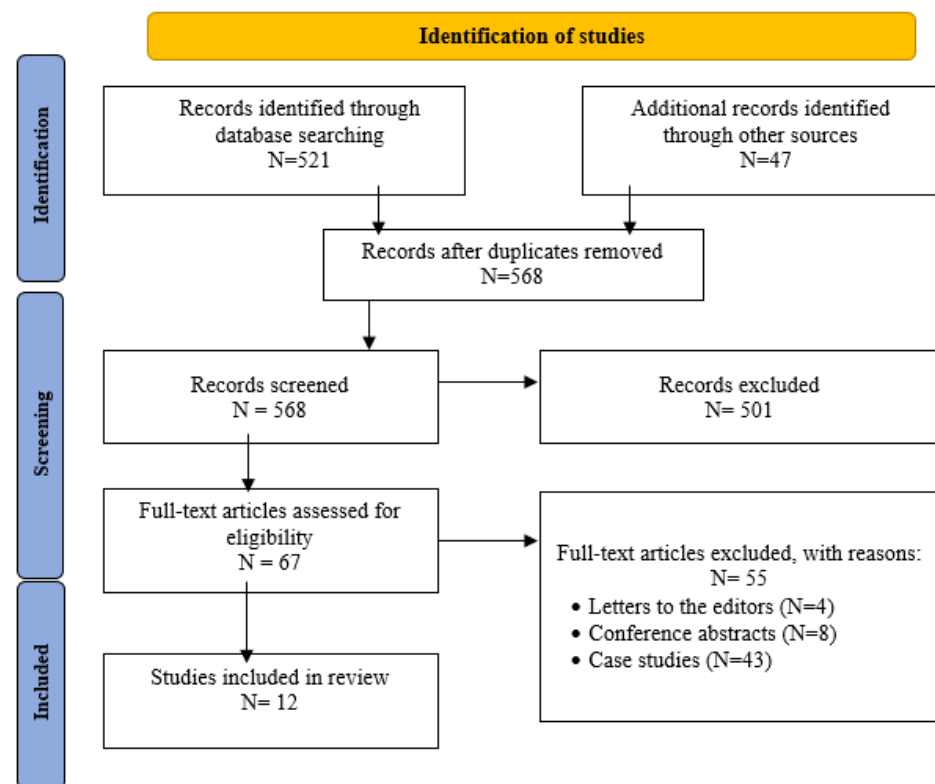 Identification of studies
Identification
Records identified through
database searching
N=521
Additional records identified
through other sources
N=47
Records after duplicates removed
N=568
Screening
Records screened
N = 568
Records excluded
N= 501
Full-text articles assessed for
eligibility
N = 67
Full-text articles excluded, with reasons:
N= 55
• Letters to the editors (N=4)
• Conference abstracts (N=8)
• Case studies (N=43)
Included
Studies included in review
N= 12